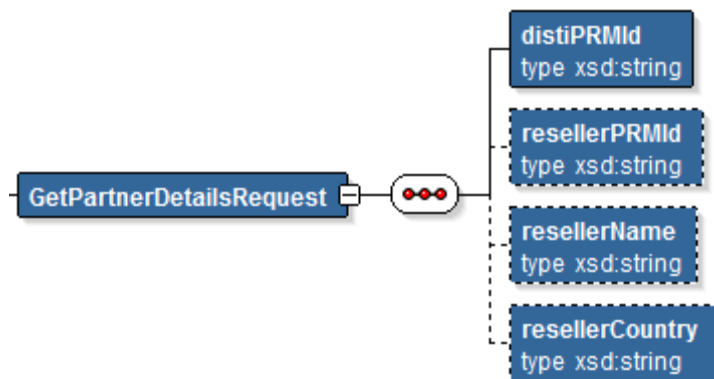 distiPRMId
type xsd:string
resellerPRMId
type xsd:string
GetPartnerDetailsRequest
resellerName
type xsd:string
resellerCountry
type xsd:string